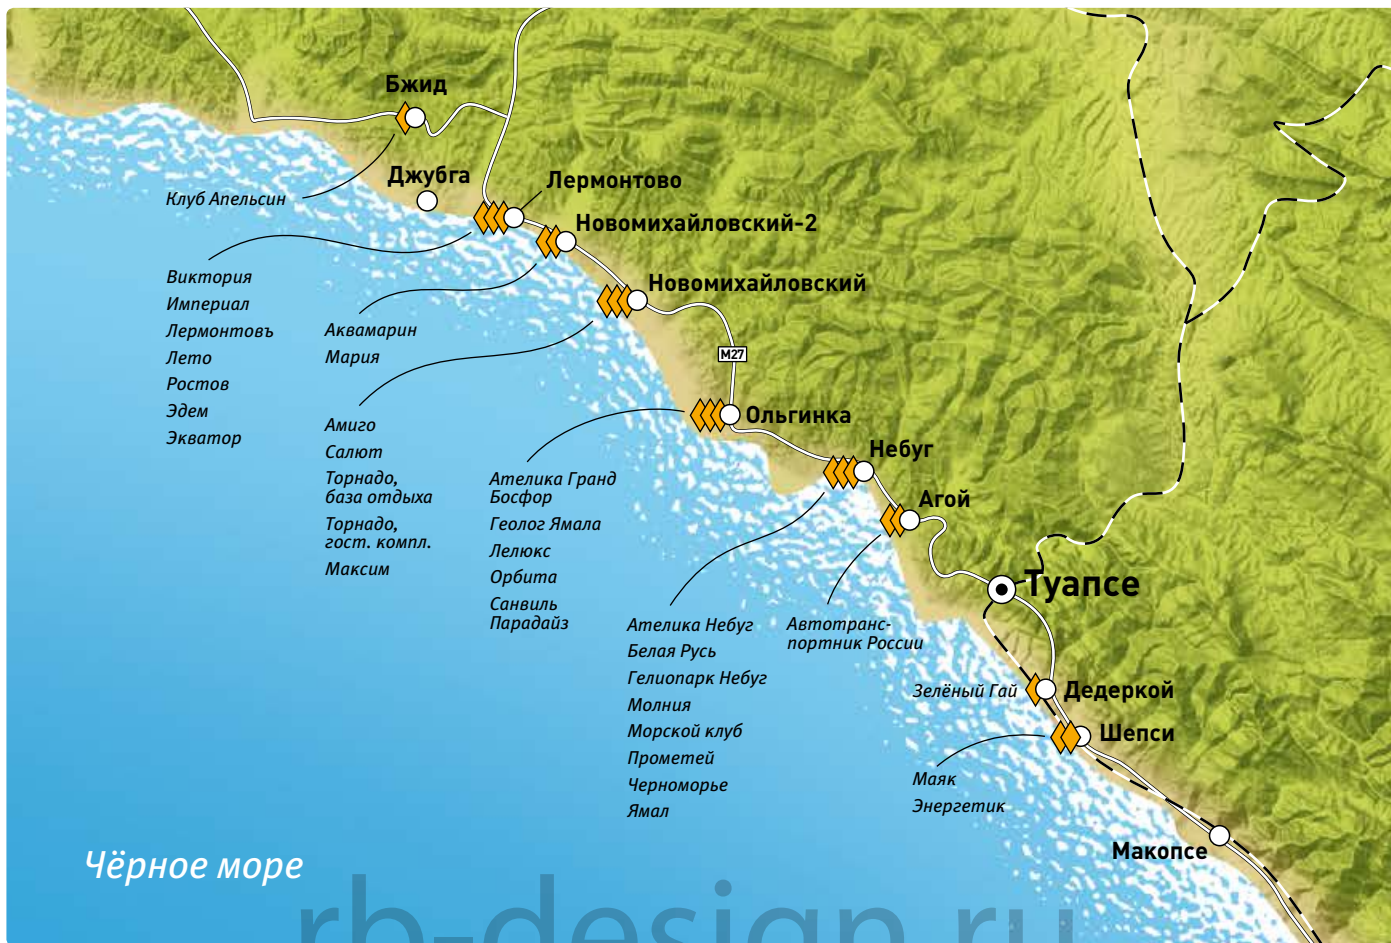 Бжид
Джубга
Клуб Апельсин
Лермонтово
Новомихайловский-2
Виктория
Империал
Лермонтовъ
Лето
Ростов
Эдем
Экватор
Новомихайловский
Аквамарин
Мария
М27
Амиго
Салют
Торнадо,
база отдыха
Торнадо,
гост. компл.
Максим
Ольгинка
Ателика Гранд
Босфор
Геолог Ямала
Лелюкс
Орбита
Санвиль
Парадайз
Небуг
Агой
Ателика Небуг
Белая Русь
Гелиопарк Небуг
Молния
Морской клуб
Прометей
Черноморье
Ямал
Автотранс-
портник России
Туапсе
Зелёный Гай
Дедеркой
Шепси
Маяк
Энергетик
Макопсе
Чёрное море
rb-design.ru